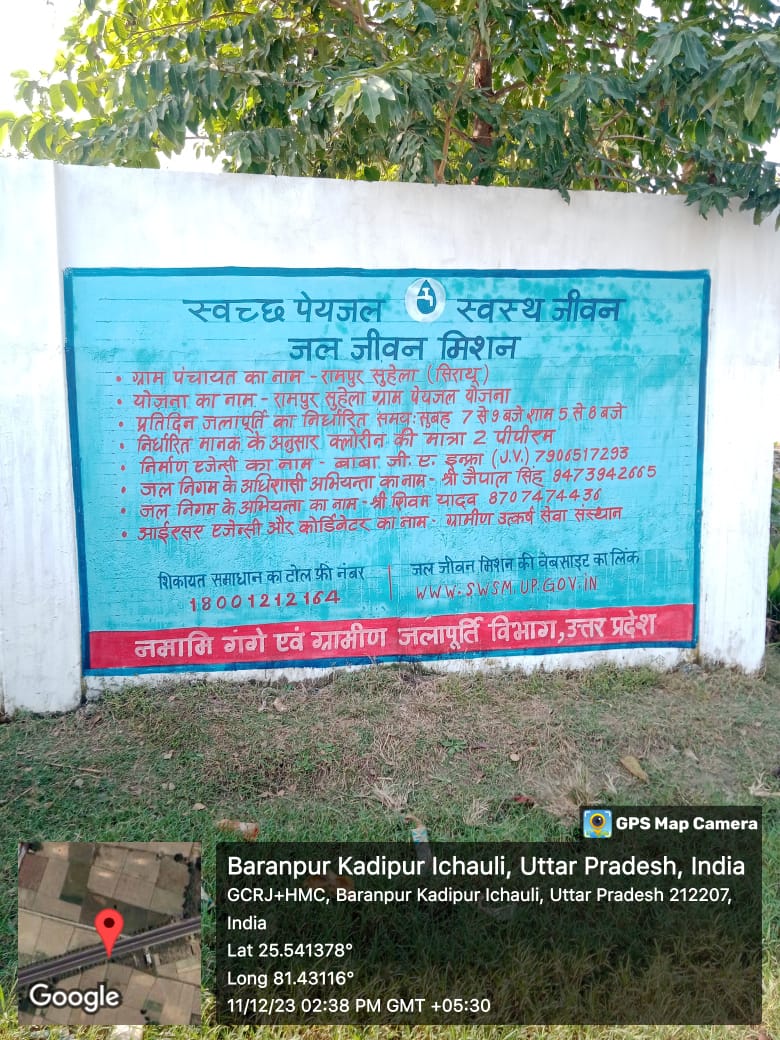 स्वच्छ पेयजल स्वस्थ जीवन
जल जीवन मिशन
• ग्राम पंचायत का नाम - रामपुर सुहेला (सिराथू)
• योजना का नाम - रामपुर सुहेला ग्राम पेयजल योजना
• प्रतिदिन जलापूर्ति का निर्धारित समय: सुबह 7 से 9 बजे शाम 5 से 8 बजे
• निर्धारित मानक के अनुसार क्लोरीन की मात्रा 2 पीपीएम
• निर्माण एजेन्सी का नाम - बाबा जी. ए. इन्फ्रा (J.V.) 7906517293
• जल निगम के अधिशासी अभियन्ता का नाम - श्री जैपाल सिंह 9473942665
• जल निगम के अभियन्ता का नाम - श्री शिवम यादव 8707474436
• आईएसए एजेन्सी और कोर्डिनेटर का नाम - ग्रामीण उत्कर्ष सेवा संस्थान
शिकायत समाधान का टोल फ्री नंबर
18001212164
जल जीवन मिशन की वेबसाइट का लिंक
WWW.SWSM.UP.GOV.IN
नमामि गंगे एवं ग्रामीण जलापूर्ति विभाग, उत्तर प्रदेश
GPS Map Camera
Google
Baranpur Kadipur Ichauli, Uttar Pradesh, India
GCRJ+HMC, Baranpur Kadipur Ichauli, Uttar Pradesh 212207,
India
Lat 25.541378°
Long 81.43116°
11/12/23 02:38 PM GMT +05:30